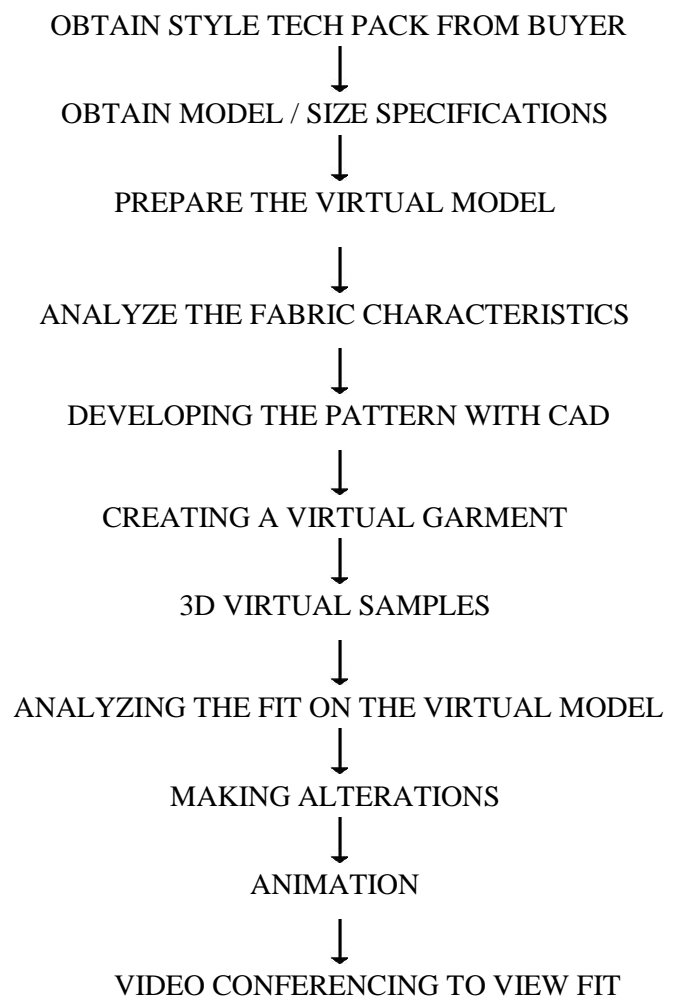 OBTAIN STYLE TECH PACK FROM BUYER
OBTAIN MODEL / SIZE SPECIFICATIONS
PREPARE THE VIRTUAL MODEL
ANALYZE THE FABRIC CHARACTERISTICS
DEVELOPING THE PATTERN WITH CAD
CREATING A VIRTUAL GARMENT
3D VIRTUAL SAMPLES
ANALYZING THE FIT ON THE VIRTUAL MODEL
MAKING ALTERATIONS
ANIMATION
VIDEO CONFERENCING TO VIEW FIT